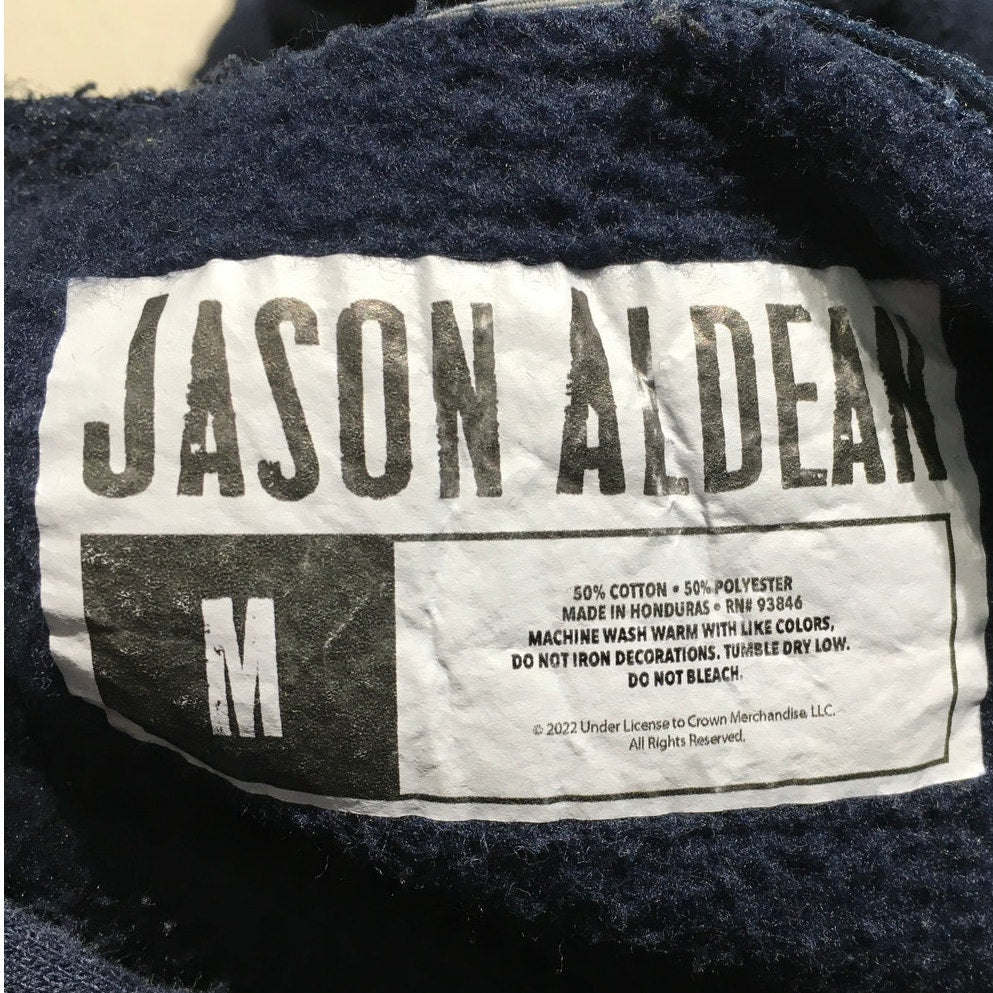 JASON ALDEAN
M
50% COTTON • 50% POLYESTER
MADE IN HONDURAS • RN# 93846
MACHINE WASH WARM WITH LIKE COLORS,
DO NOT IRON DECORATIONS. TUMBLE DRY LOW.
DO NOT BLEACH.
© 2022 Under License to Crown Merchandise, LLC.
All Rights Reserved.